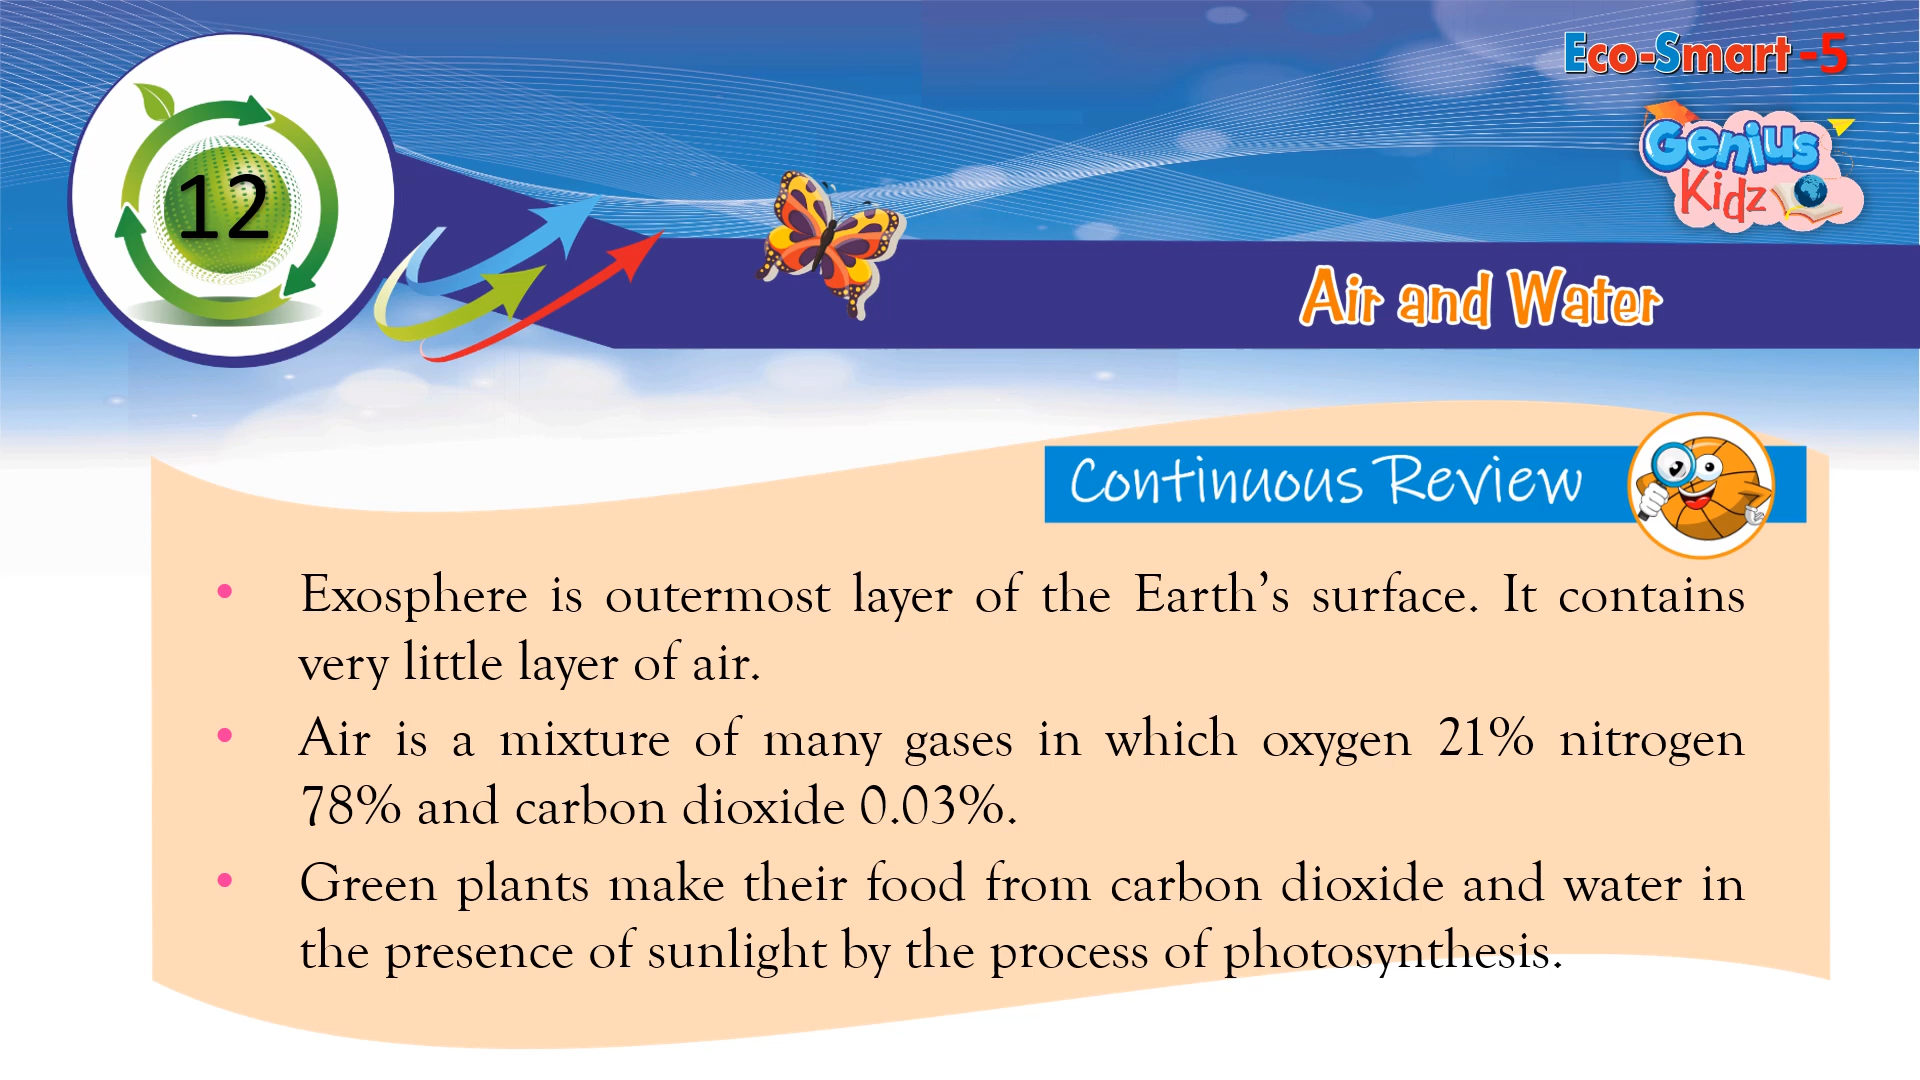 Eco-Smart-5
Genius
Kidz
12
Air and Water
Continuous Review
• Exosphere is outermost layer of the Earth’s surface. It contains
very little layer of air.
• Air is a mixture of many gases in which oxygen 21% nitrogen
78% and carbon dioxide 0.03%.
• Green plants make their food from carbon dioxide and water in
the presence of sunlight by the process of photosynthesis.